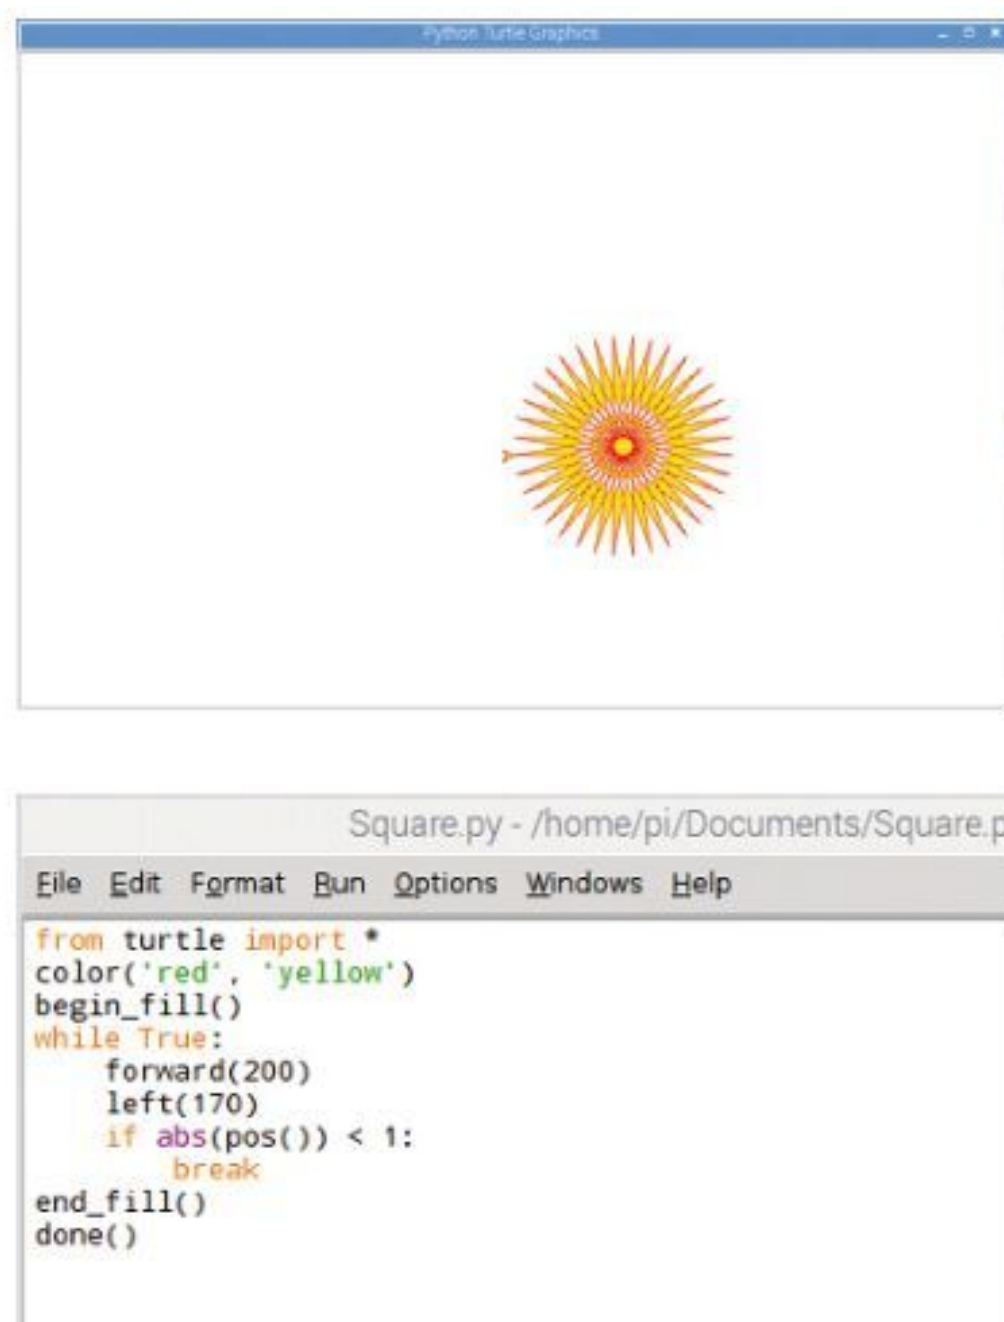 Python Turtle Graphics
Square.py - /home/pi/Documents/Square.p
File Edit Format Run Options Windows Help
from turtle import *
color('red', 'yellow')
begin_fill()
while True:
    forward(200)
    left(170)
    if abs(pos()) < 1:
        break
end_fill()
done()